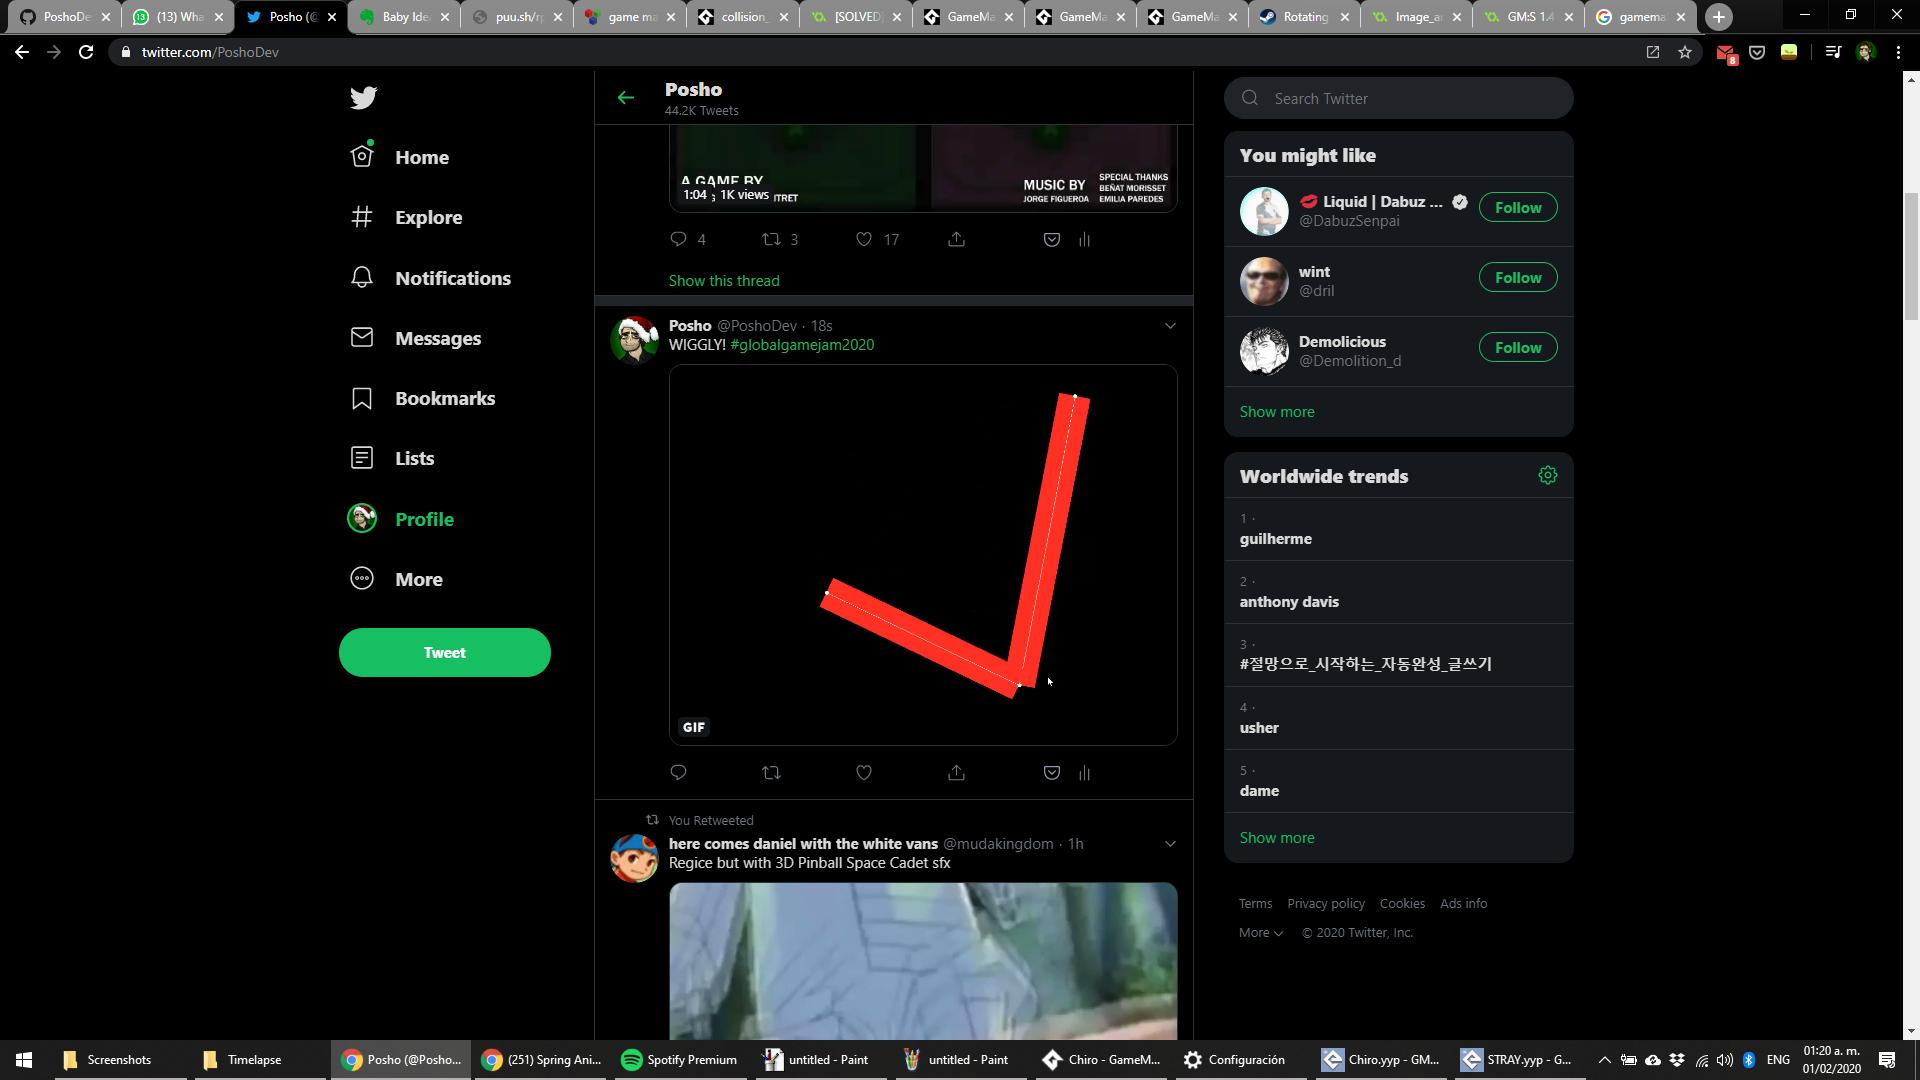 PoshoDe
(13) Wha
Posho (@
Baby Ide
puu.sh/r
game ma
collision_
[SOLVED]
GameMa
GameMa
GameMa
Rotating
Image_a
GM:S 1.4
gamema
twitter.com/PoshoDev
8
Home
Explore
Notifications
Messages
Bookmarks
Lists
Profile
More
Tweet
Posho
44.2K Tweets
A GAME BY
1:04
1K views
ITRET
MUSIC BY
JORGE FIGUEROA
SPECIAL THANKS
BEÑAT MORISSET
EMILIA PAREDES
4
3
17
Show this thread
Posho @PoshoDev · 18s
WIGGLY! #globalgamejam2020
GIF
You Retweeted
here comes daniel with the white vans @mudakingdom · 1h
Regice but with 3D Pinball Space Cadet sfx
Search Twitter
You might like
Liquid | Dabuz ...
@DabuzSenpai
Follow
wint
@dril
Follow
Demolicious
@Demolition_d
Follow
Show more
Worldwide trends
1 ·
guilherme
2 ·
anthony davis
3 ·
#절망으로_시작하는_자동완성_글쓰기
4 ·
usher
5 ·
dame
Show more
Terms Privacy policy Cookies Ads info
More © 2020 Twitter, Inc.
Screenshots
Timelapse
Posho (@Posho...
(251) Spring Ani...
Spotify Premium
untitled - Paint
untitled - Paint
Chiro - GameM...
Configuración
Chiro.yyp - GM...
STRAY.yyp - G...
ENG
01:20 a. m.
01/02/2020